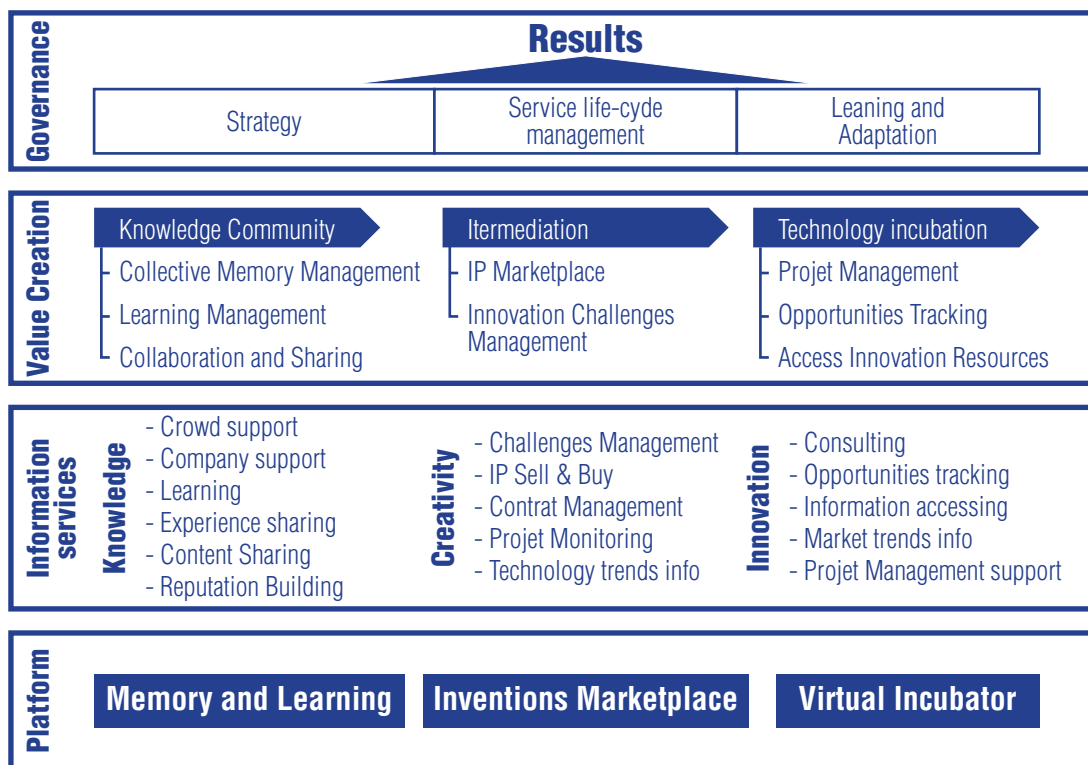 Governance
Results
Strategy
Service life-cyde
management
Leaning and
Adaptation
Value Creation
Knowledge Community
Collective Memory Management
Learning Management
Collaboration and Sharing
Itermediation
IP Marketplace
Innovation Challenges
Management
Technology incubation
Projet Management
Opportunities Tracking
Access Innovation Resources
Information
services
Knowledge
- Crowd support
- Company support
- Learning
- Experience sharing
- Content Sharing
- Reputation Building
Creativity
- Challenges Management
- IP Sell & Buy
- Contrat Management
- Projet Monitoring
- Technology trends info
Innovation
- Consulting
- Opportunities tracking
- Information accessing
- Market trends info
- Projet Management support
Platform
Memory and Learning
Inventions Marketplace
Virtual Incubator